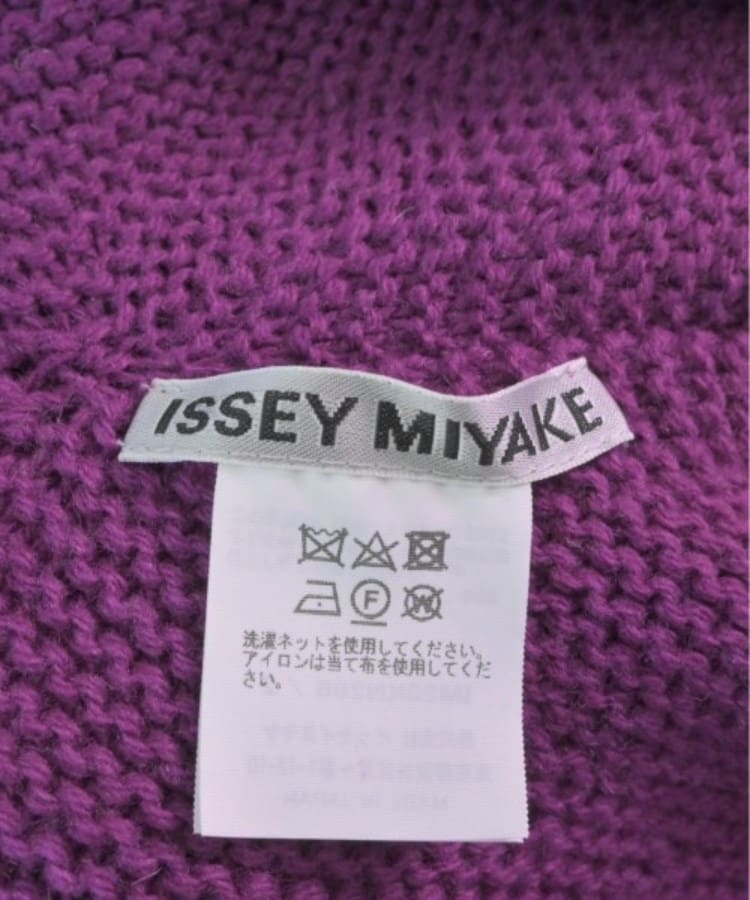 ISSEY MIYAKE
F W
洗濯ネットを使用してください。
アイロンは当て布を使用してくだ
さい。